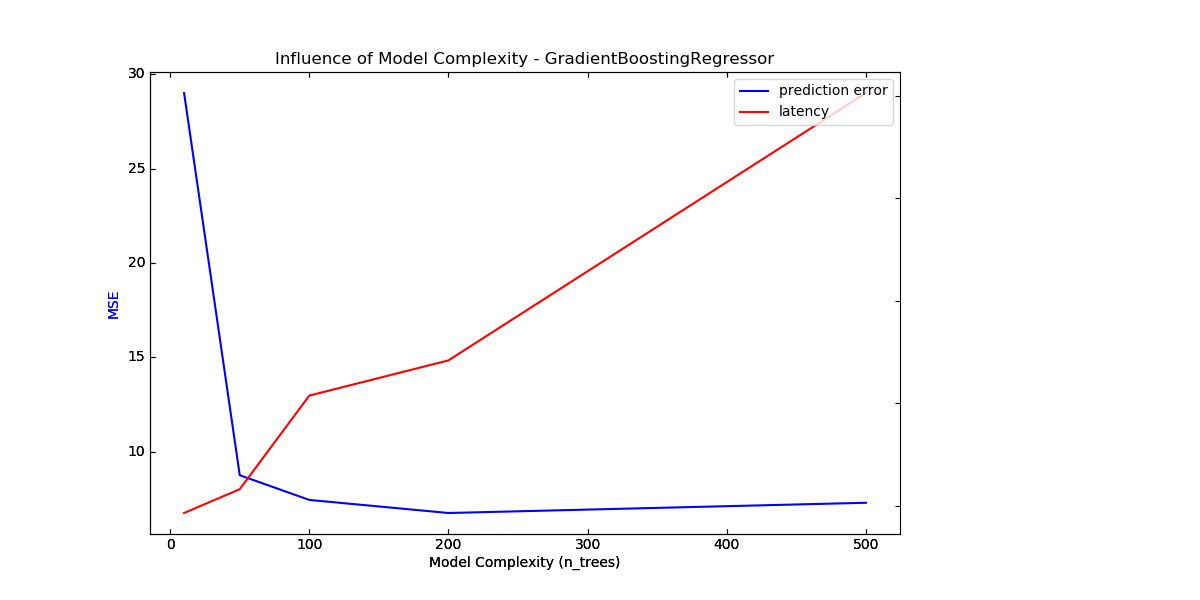 Influence of Model Complexity - GradientBoostingRegressor
prediction error
latency
30
25
20
15
10
MSE
0 100 200 300 400 500
Model Complexity (n_trees)